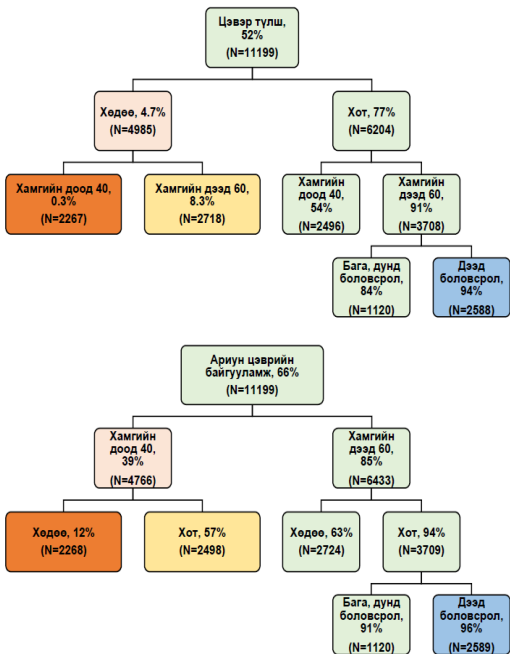 Цэвэр түлш,
52%
(N=11199)
Хөдөө, 4.7%
(N=4985)
Хот, 77%
(N=6204)
Хамгийн доод 40,
0.3%
(N=2267)
Хамгийн дээд 60,
8.3%
(N=2718)
Хамгийн
доод 40,
54%
(N=2496)
Хамгийн
дээд 60,
91%
(N=3708)
Бага, дунд
боловсрол,
84%
(N=1120)
Дээд
боловсрол,
94%
(N=2588)
Ариун цэврийн
байгууламж, 66%
(N=11199)
Хамгийн
доод 40,
39%
(N=4766)
Хамгийн
дээд 60,
85%
(N=6433)
Хөдөө, 12%
(N=2268)
Хот, 57%
(N=2498)
Хөдөө, 63%
(N=2724)
Хот, 94%
(N=3709)
Бага, дунд
боловсрол,
91%
(N=1120)
Дээд
боловсрол,
96%
(N=2589)